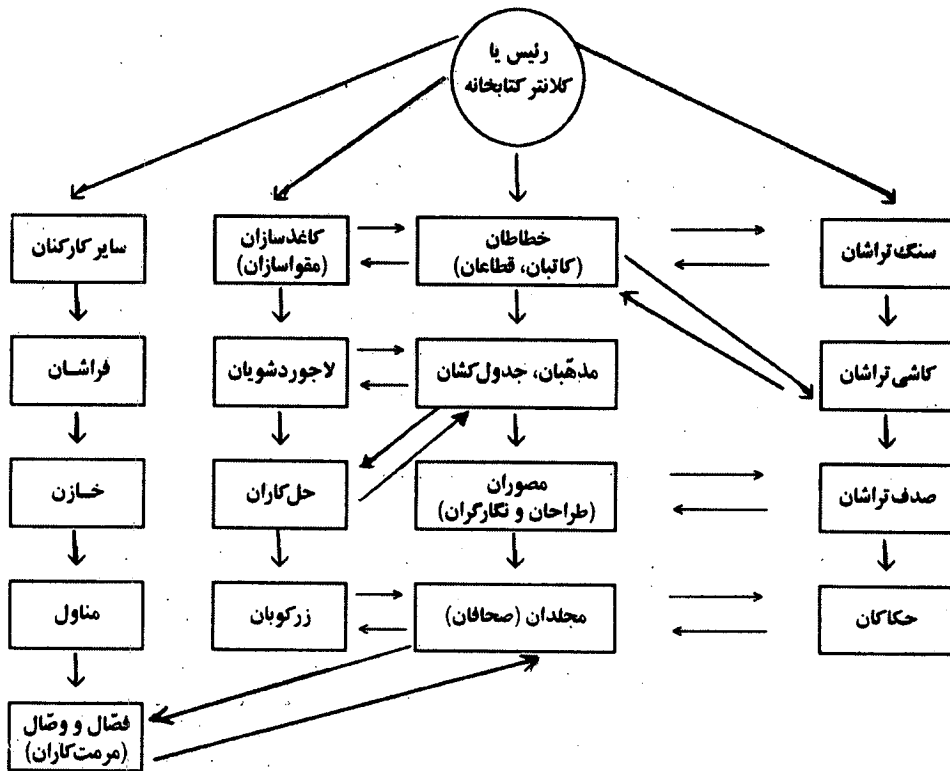 رئیس یا
کلانتر کتابخانه
سنگ تراشان
خطاطان
(کاتبان، قطاعان)
کاغذسازان
(مقواسازان)
سایر کارکنان
کاشی تراشان
مذهّبان، جدول کشان
لاجوردشویان
فراشان
صدف تراشان
مصوران
(طراحان و نگارگران)
حل کاران
خازن
حکاکان
مجلدان (صحافان)
زرکوبان
مناول
فصّال و وصّال
(مرمت کاران)